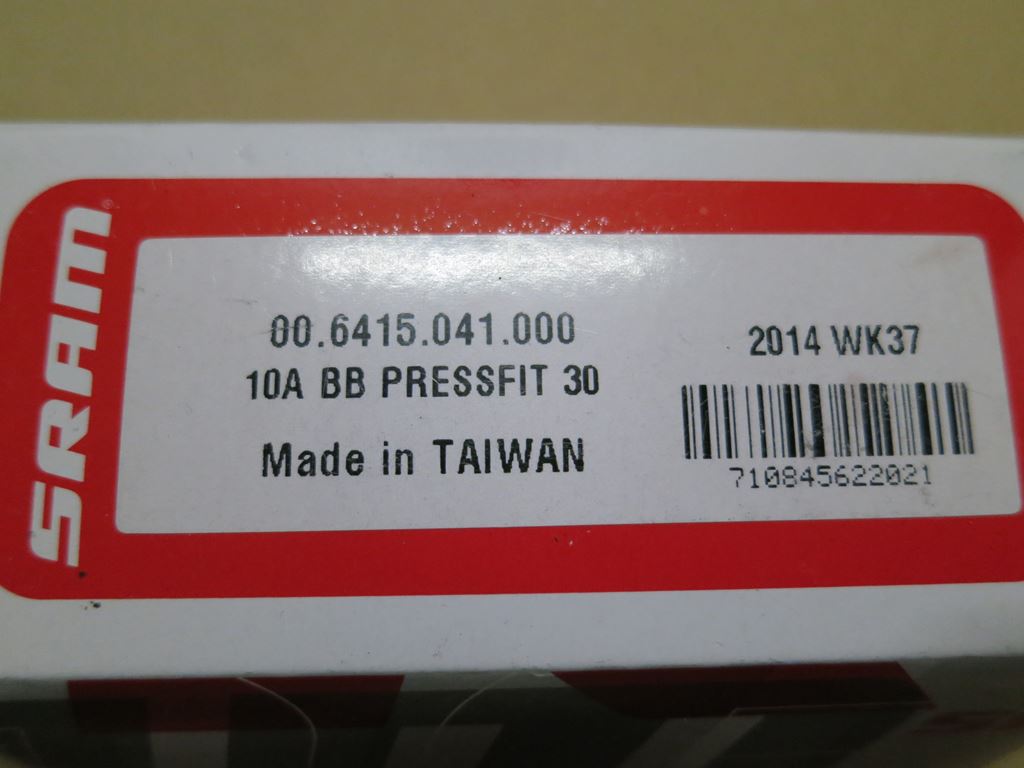 SRAM
00.6415.041.000
10A BB PRESSFIT 30
Made in TAIWAN
2014 WK37
710845622021